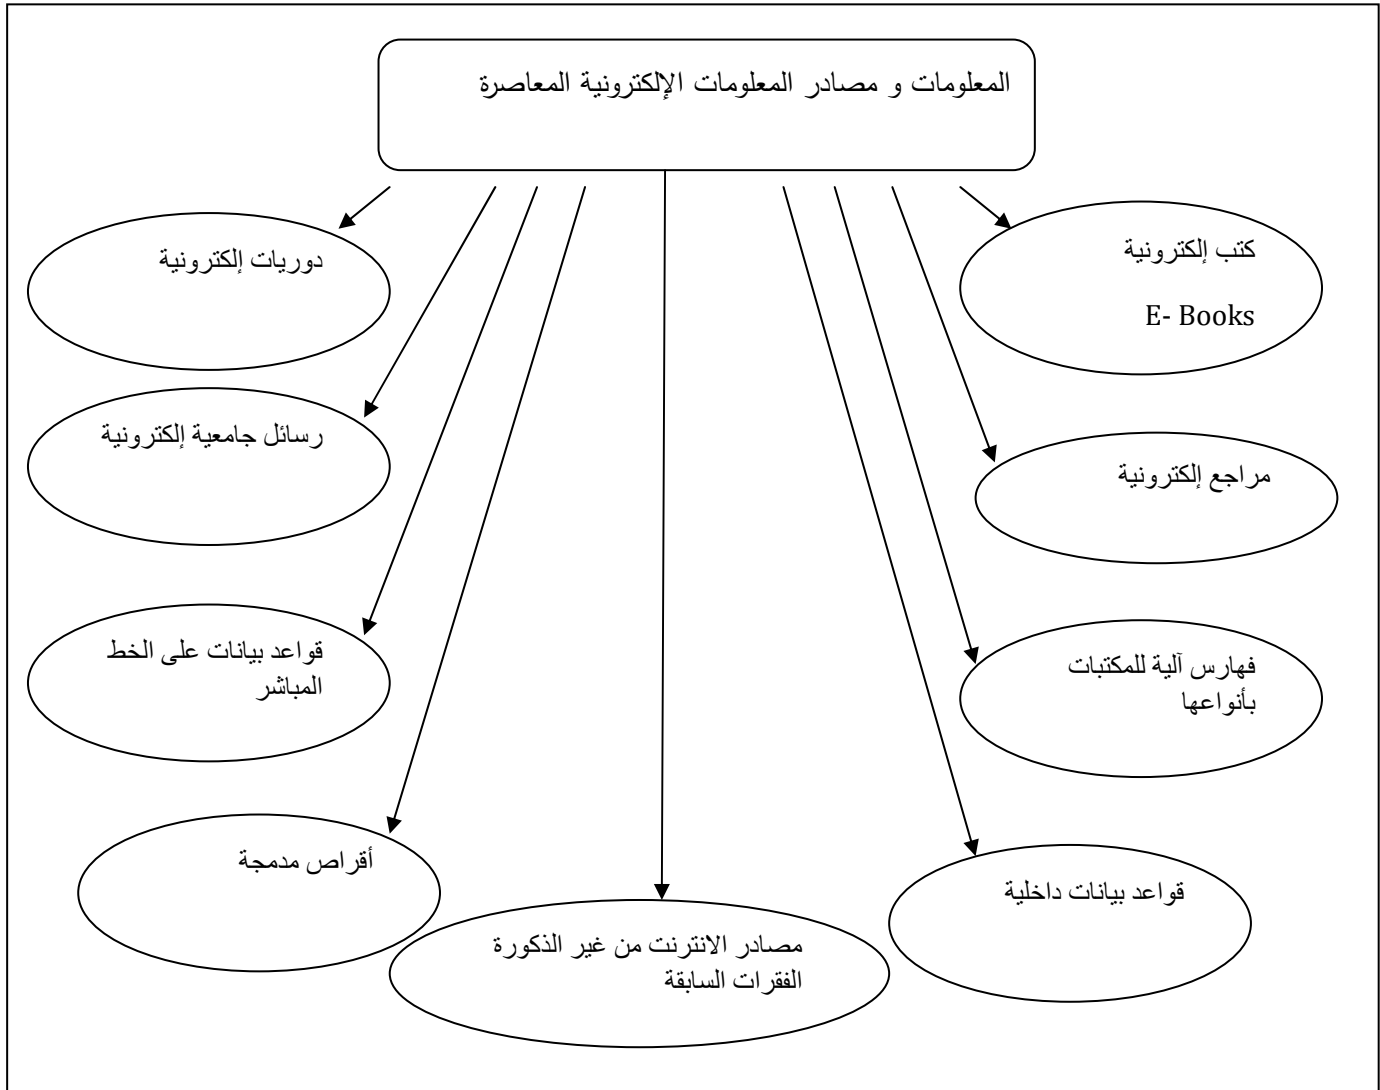 المعلومات و مصادر المعلومات الإلكترونية المعاصرة
كتب إلكترونية
E- Books
دوريات إلكترونية
مراجع إلكترونية
رسائل جامعية إلكترونية
فهارس آلية للمكتبات
بأنواعها
قواعد بيانات على الخط
المباشر
قواعد بيانات داخلية
أقراص مدمجة
مصادر الانترنت من غير الذكورة
الفقرات السابقة